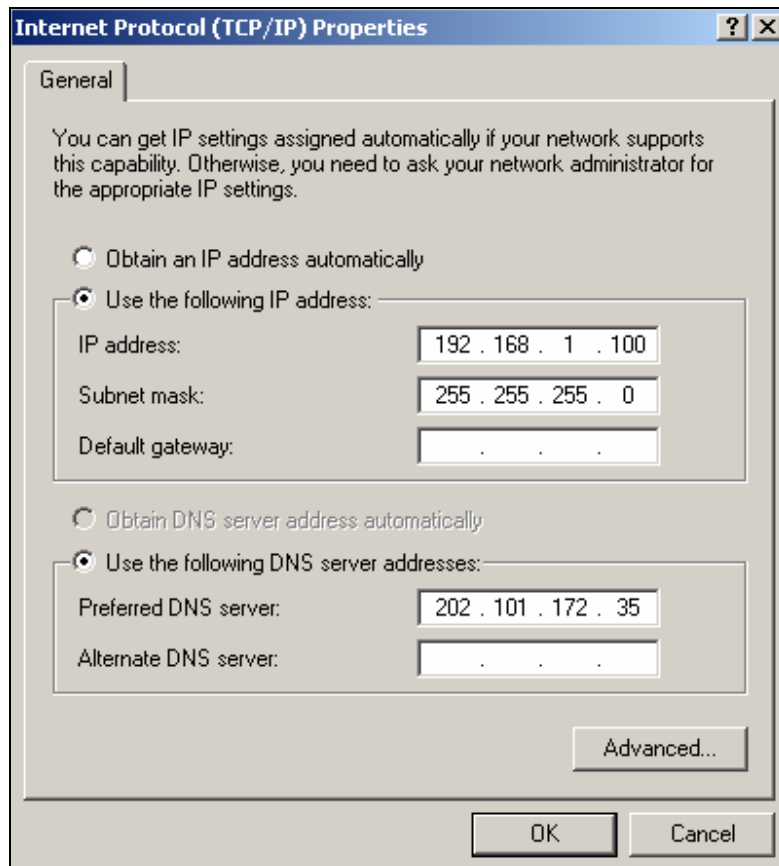 Internet Protocol (TCP/IP) Properties
General
You can get IP settings assigned automatically if your network supports
this capability. Otherwise, you need to ask your network administrator for
the appropriate IP settings.
Obtain an IP address automatically
Use the following IP address:
IP address: 192 . 168 . 1 . 100
Subnet mask: 255 . 255 . 255 . 0
Default gateway: . . .
Obtain DNS server address automatically
Use the following DNS server addresses:
Preferred DNS server: 202 . 101 . 172 . 35
Alternate DNS server: . . .
Advanced...
OK Cancel